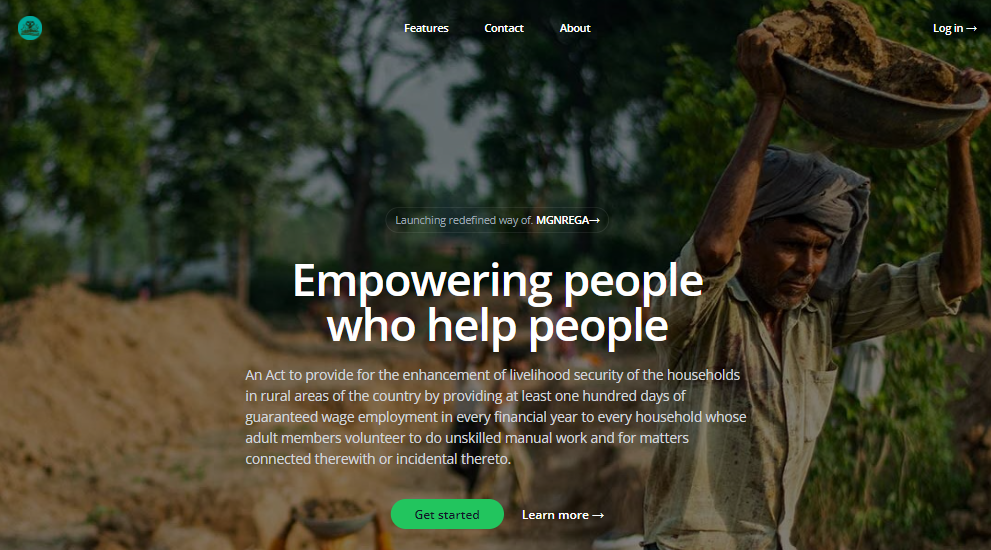 Features
Contact
About
Log in →
Launching redefined way of. MGNREGA→
Empowering people
who help people
An Act to provide for the enhancement of livelihood security of the households
in rural areas of the country by providing at least one hundred days of
guaranteed wage employment in every financial year to every household whose
adult members volunteer to do unskilled manual work and for matters
connected therewith or incidental thereto.
Get started
Learn more →